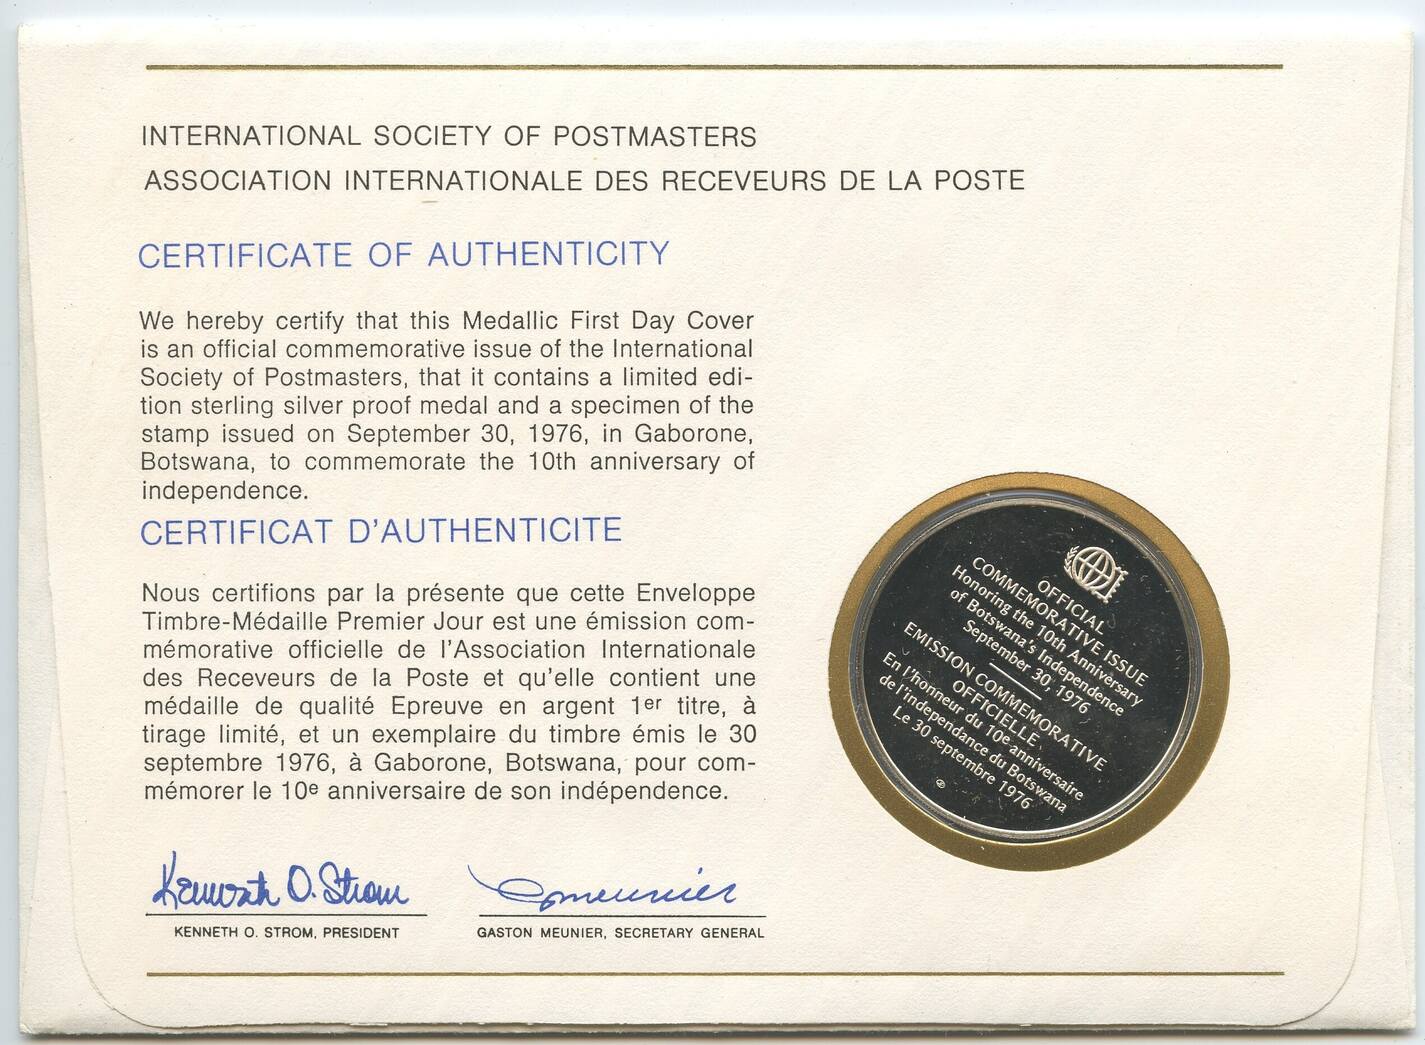 INTERNATIONAL SOCIETY OF POSTMASTERS
ASSOCIATION INTERNATIONALE DES RECEVEURS DE LA POSTE
CERTIFICATE OF AUTHENTICITY
We hereby certify that this Medallic First Day Cover
is an official commemorative issue of the International
Society of Postmasters, that it contains a limited edi-
tion sterling silver proof medal and a specimen of the
stamp issued on September 30, 1976, in Gaborone,
Botswana, to commemorate the 10th anniversary of
independence.
CERTIFICAT D'AUTHENTICITE
Nous certifions par la présente que cette Enveloppe
Timbre-Médaille Premier Jour est une émission com-
mémorative officielle de l'Association Internationale
des Receveurs de la Poste et qu'elle contient une
médaille de qualité Epreuve en argent 1er titre, à
tirage limité, et un exemplaire du timbre émis le 30
septembre 1976, à Gaborone, Botswana, pour com-
mémorer le 10e anniversaire de son indépendence.
Kenneth O. Strom
KENNETH O. STROM, PRESIDENT
Gmeunier
GASTON MEUNIER, SECRETARY GENERAL
OFFICIAL
COMMEMORATIVE ISSUE
Honoring the 10th Anniversary
of Botswana's Independence
September 30, 1976
EMISSION COMMEMORATIVE
OFFICIELLE
En l'honneur du 10e anniversaire
de l'indépendance du Botswana
Le 30 septembre 1976